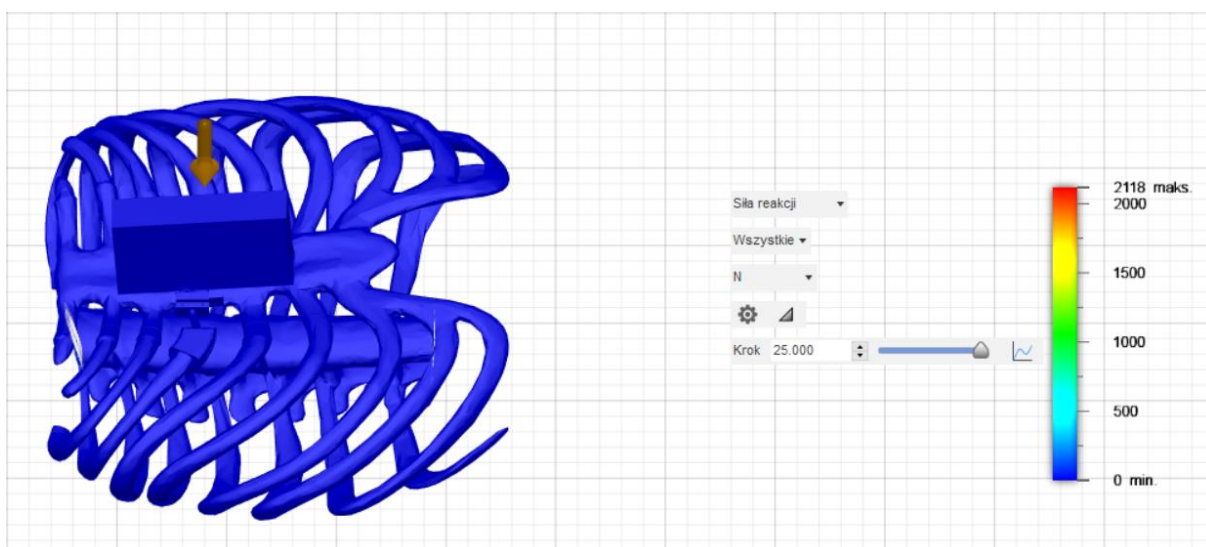 Siła reakcji
Wszystkie
N
Krok 25.000
2118 maks.
2000
1500
1000
500
0 min.